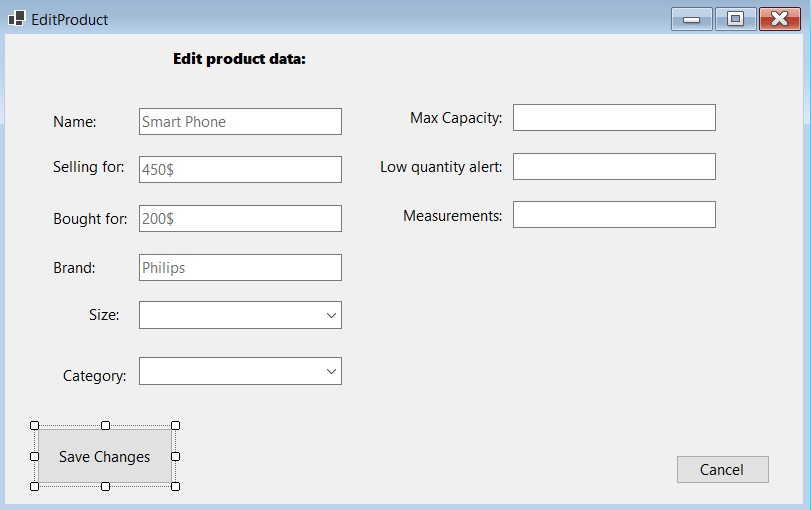 EditProduct
Edit product data:
Name: Smart Phone
Selling for: 450$
Bought for: 200$
Brand: Philips
Size:
Category:
Max Capacity:
Low quantity alert:
Measurements:
Save Changes
Cancel